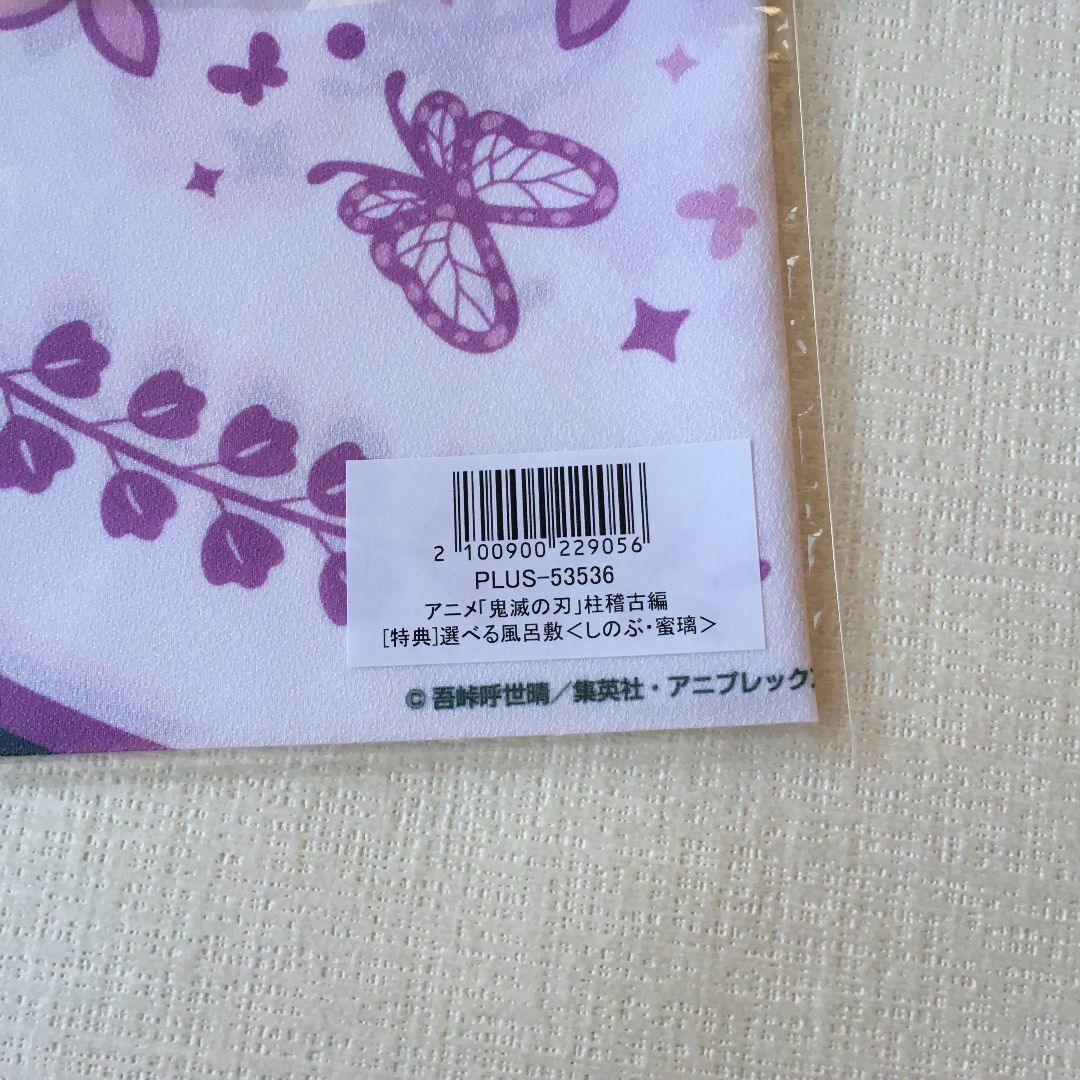 2 100900 229056
PLUS-53536
アニメ「鬼滅の刃」柱稽古編
[特典]選べる風呂敷<しのぶ・蜜璃>
© 吾峠呼世晴/集英社・アニプレックス